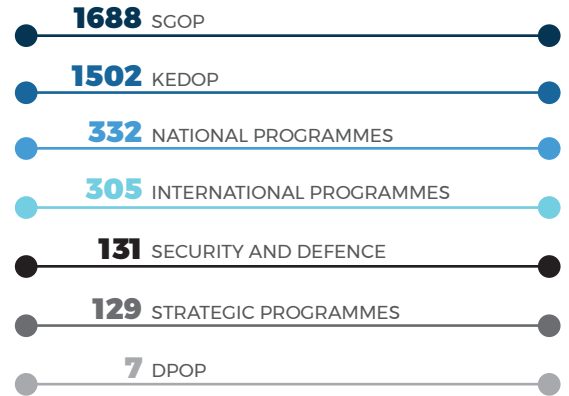 1688 SGOP
1502 KEDOP
332 NATIONAL PROGRAMMES
305 INTERNATIONAL PROGRAMMES
131 SECURITY AND DEFENCE
129 STRATEGIC PROGRAMMES
7 DPOP